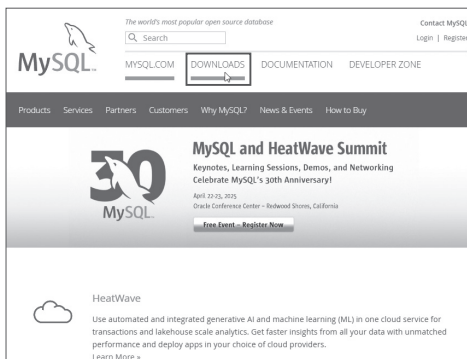 The world's most popular open source database
Contact MySQL
Search
Login | Register
MySQL™
MYSQL.COM
DOWNLOADS
DOCUMENTATION
DEVELOPER ZONE
Products
Services
Partners
Customers
Why MySQL?
News & Events
How to Buy
30
MySQL™
MySQL and HeatWave Summit
Keynotes, Learning Sessions, Demos, and Networking
Celebrate MySQL's 30th Anniversary!
April 22-23, 2025
Oracle Conference Center – Redwood Shores, California
Free Event – Register Now
HeatWave
Use automated and integrated generative AI and machine learning (ML) in one cloud service for
transactions and lakehouse scale analytics. Get faster insights from all your data with unmatched
performance and deploy apps in your choice of cloud providers.
Learn More »